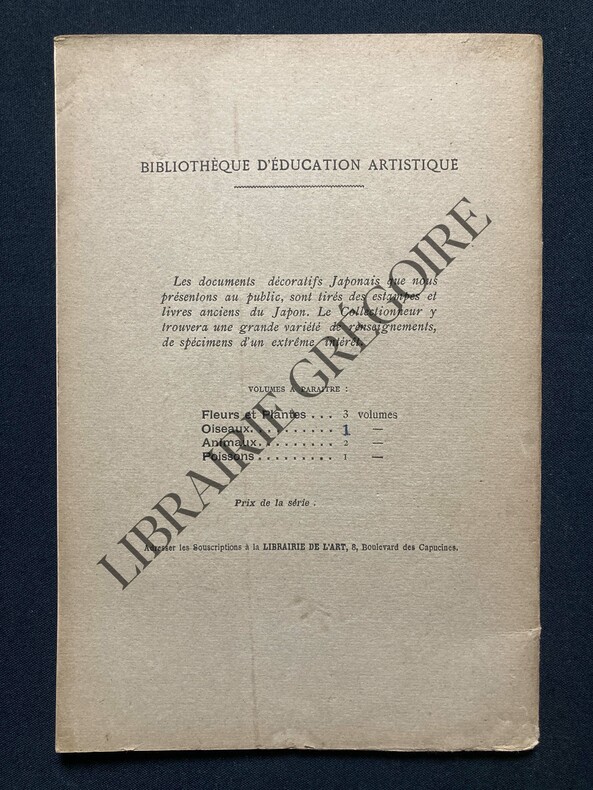 BIBLIOTHÈQUE D'ÉDUCATION ARTISTIQUE
Les documents décoratifs Japonais que nous
présentons au public, sont tirés des estampes et
livres anciens du Japon. Le Collectionneur y
trouvera une grande variété de renseignements,
de spécimens d'un extrême intérêt.
VOLUMES A PARAITRE :
Fleurs et Plantes ... 3 volumes
Oiseaux.......... 1 —
Animaux......... 2 —
Poissons......... 1 —
Prix de la série .
Adresser les Souscriptions à la LIBRAIRIE DE L'ART, 8, Boulevard des Capucines.
LIBRAIRIE GRÉGOIRE